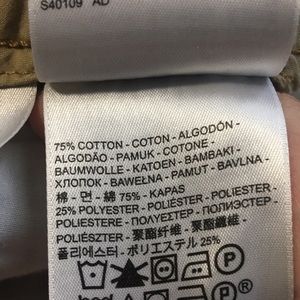 S40109 AD
75% COTTON - COTON - ALGODÓN -
ALGODÃO - PAMUK - COTONE -
BAUMWOLLE - KATOEN - BAMBAKI -
ХЛОПОК - BAWEŁNA - PAMUT - BAVLNA -
棉 - 면 - 綿 75% - KAPAS
25% POLYESTER - POLIÉSTER - POLIESTER -
POLIESTERE - ΠΟΛΥΕΣΤΕΡ - ПОЛИЭСТЕР -
POLIÉSZTER - 聚酯纖維 - 聚酯纤维 -
폴리에스터 - ポリエステル 25%
P